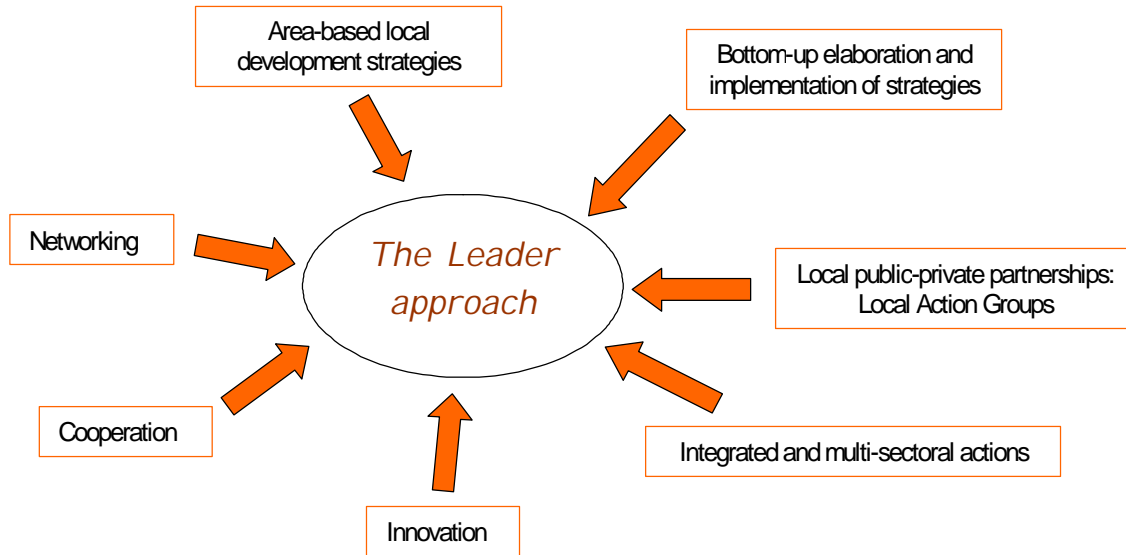 Area-based local
development strategies
Bottom-up elaboration and
implementation of strategies
Networking
The Leader
approach
Local public-private partnerships:
Local Action Groups
Cooperation
Integrated and multi-sectoral actions
Innovation